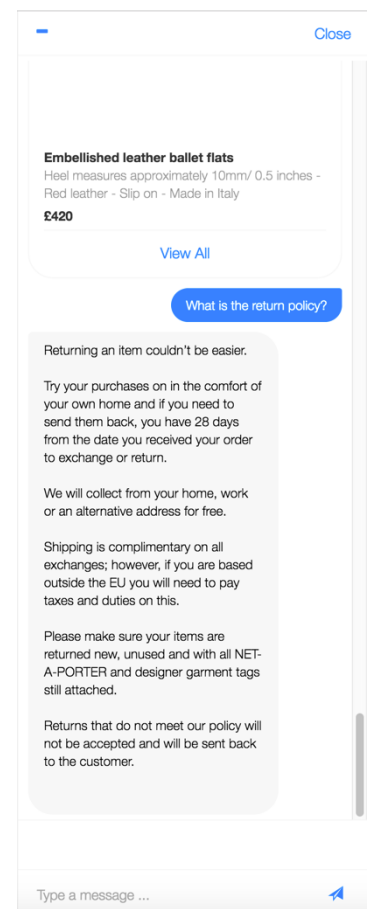 Close
Embellished leather ballet flats
Heel measures approximately 10mm/ 0.5 inches -
Red leather - Slip on - Made in Italy
£420
View All
What is the return policy?
Returning an item couldn't be easier.
Try your purchases on in the comfort of
your own home and if you need to
send them back, you have 28 days
from the date you received your order
to exchange or return.
We will collect from your home, work
or an alternative address for free.
Shipping is complimentary on all
exchanges; however, if you are based
outside the EU you will need to pay
taxes and duties on this.
Please make sure your items are
returned new, unused and with all NET-
A-PORTER and designer garment tags
still attached.
Returns that do not meet our policy will
not be accepted and will be sent back
to the customer.
Type a message ...